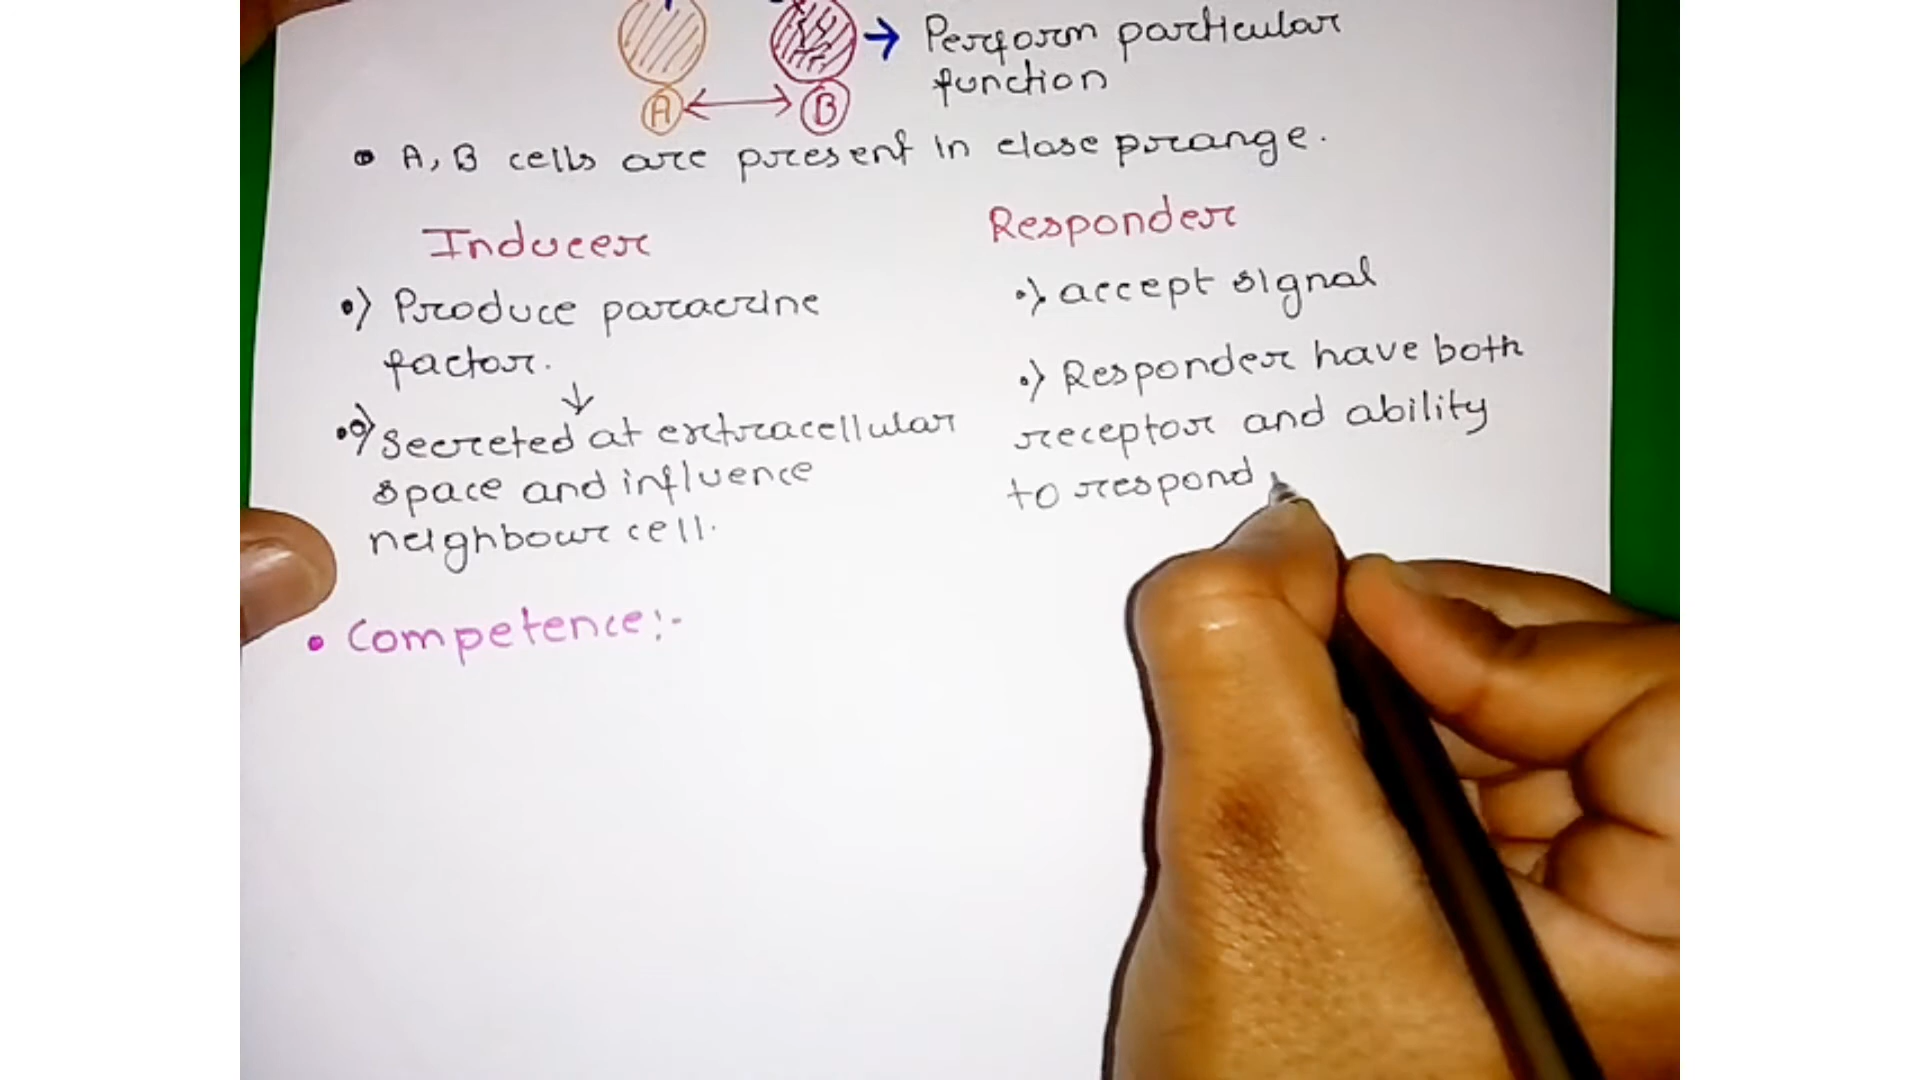 Perform particular
function
A B
• A, B cells are present in close prange.
Inducer
•) Produce paracrine
factor.
•) Secreted at extracellular
space and influence
neighbour cell.
Responder
•) accept signal
•) Responder have both
receptor and ability
to respond
• Competence:-